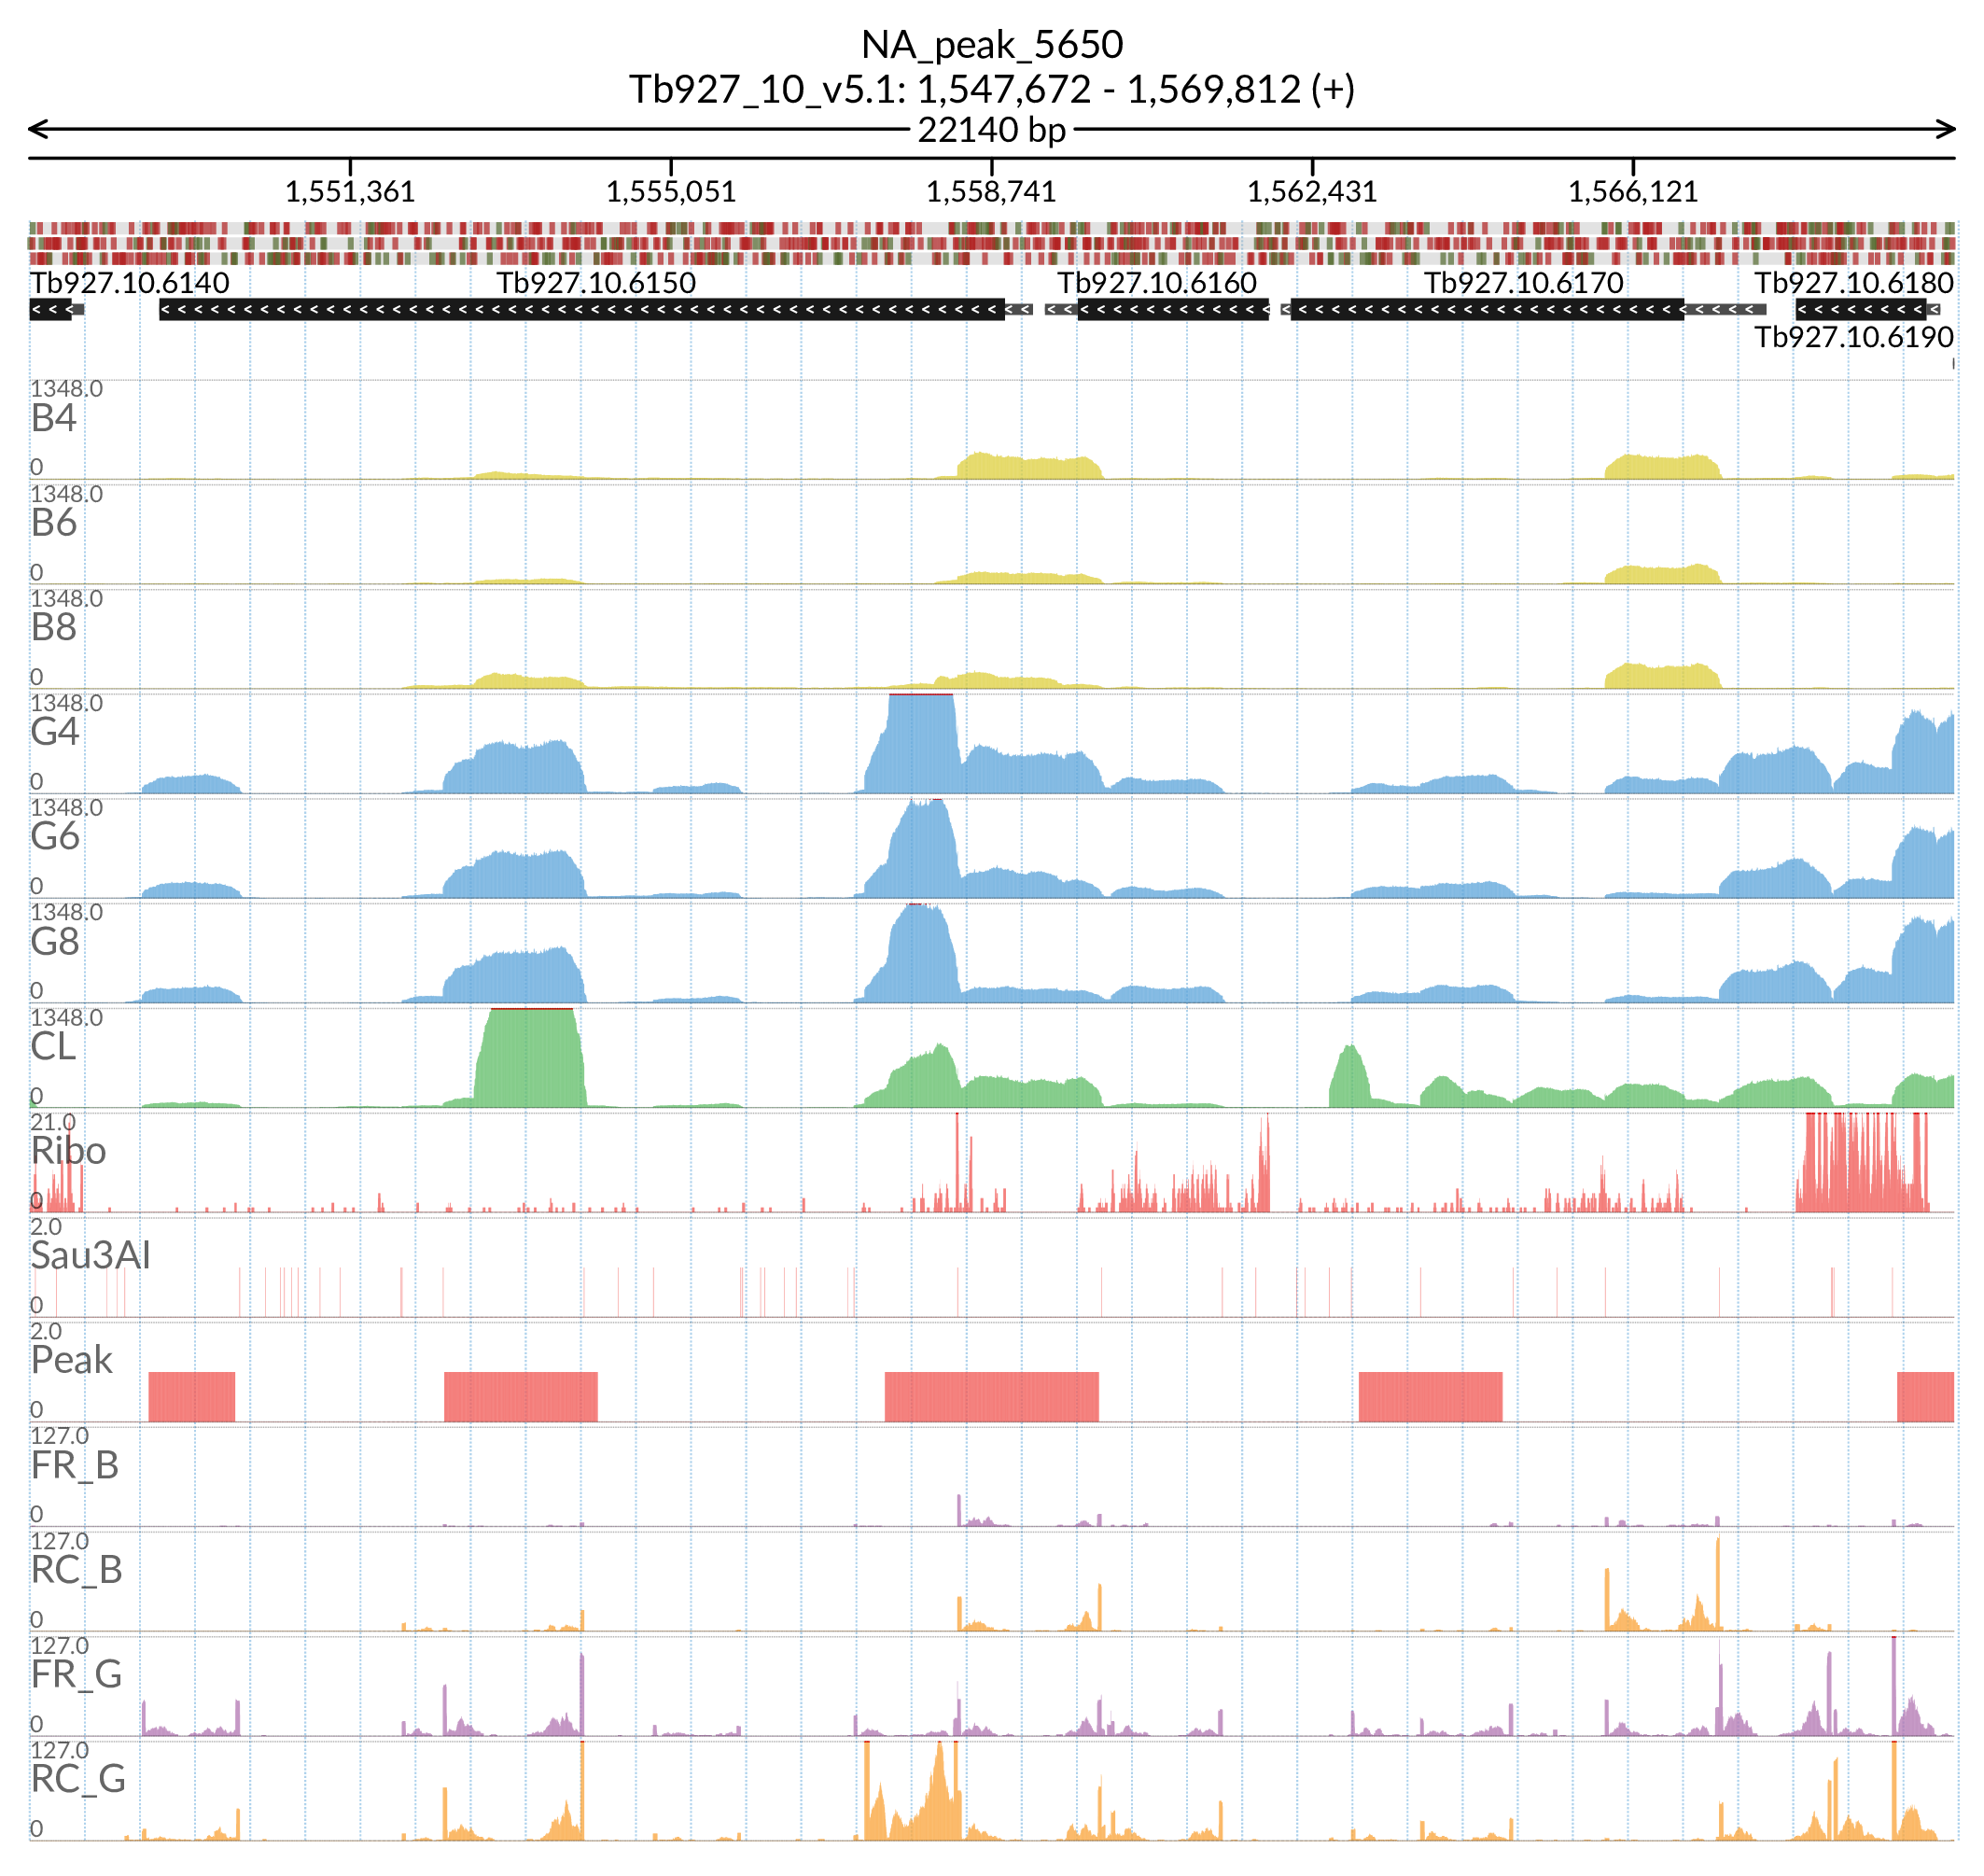 NA_peak_5650
Tb927_10_v5.1: 1,547,672 - 1,569,812 (+)
22140 bp
1,551,361 1,555,051 1,558,741 1,562,431 1,566,121
Tb927.10.6140 Tb927.10.6150 Tb927.10.6160 Tb927.10.6170 Tb927.10.6180
Tb927.10.6190
1348.0
B4
0
1348.0
B6
0
1348.0
B8
0
1348.0
G4
0
1348.0
G6
0
1348.0
G8
0
1348.0
CL
0
21.0
Ribo
0
2.0
Sau3AI
0
2.0
Peak
0
127.0
FR_B
0
127.0
RC_B
0
127.0
FR_G
0
127.0
RC_G
0